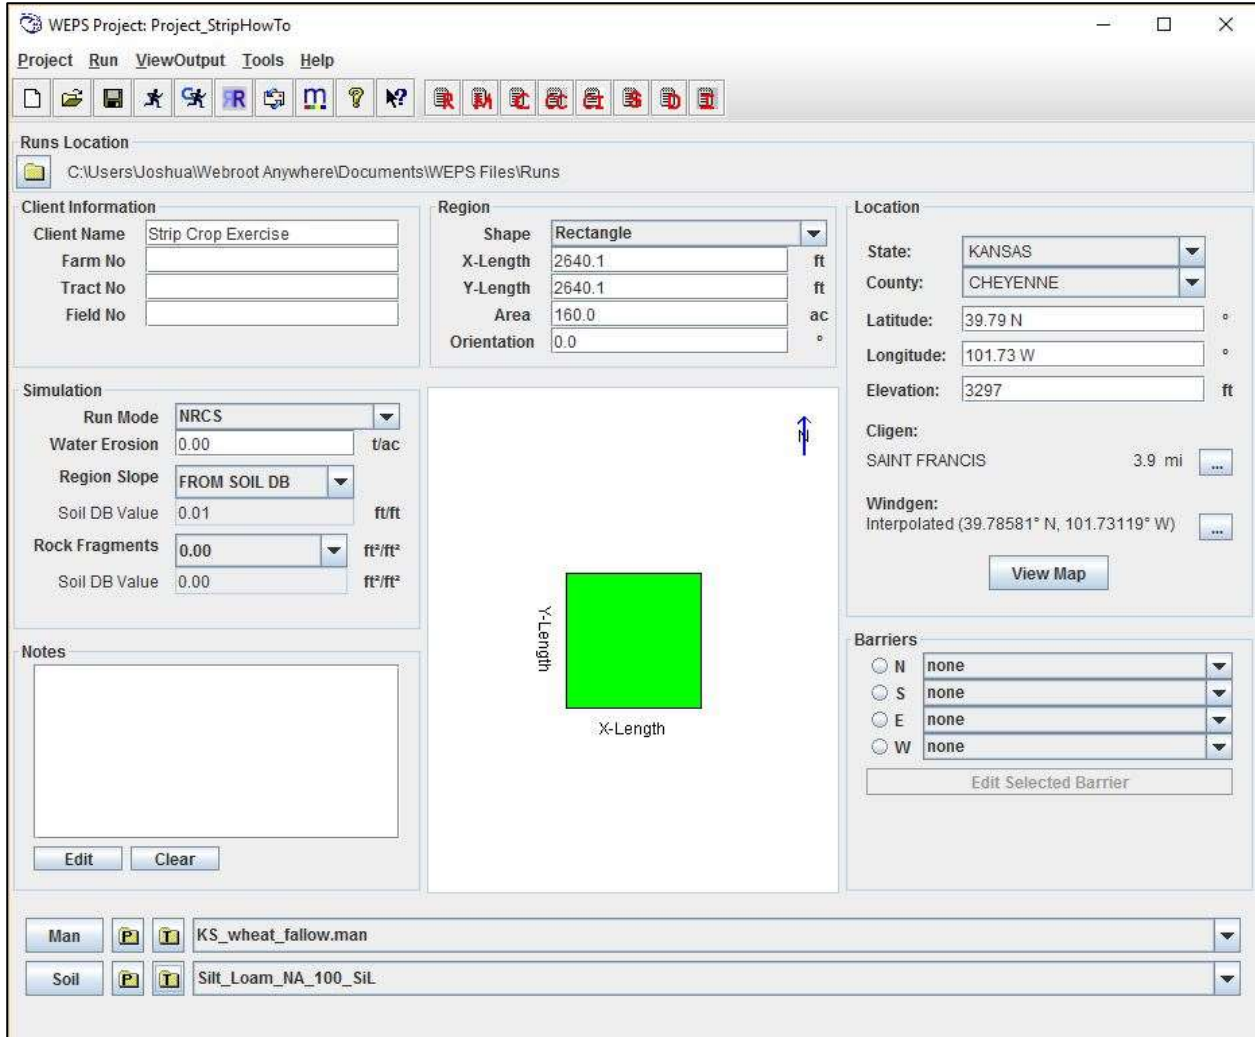 WEPS Project: Project_StripHowTo
Project Run ViewOutput Tools Help
R M C C I S D I
Runs Location
C:\Users\Joshua\Webroot Anywhere\Documents\WEPS Files\Runs
Client Information
Client Name Strip Crop Exercise
Farm No
Tract No
Field No
Region
Shape Rectangle
X-Length 2640.1 ft
Y-Length 2640.1 ft
Area 160.0 ac
Orientation 0.0 °
Location
State: KANSAS
County: CHEYENNE
Latitude: 39.79 N °
Longitude: 101.73 W °
Elevation: 3297 ft
Cligen:
SAINT FRANCIS 3.9 mi ...
Windgen:
Interpolated (39.78581° N, 101.73119° W) ...
View Map
Simulation
Run Mode NRCS
Water Erosion 0.00 t/ac
Region Slope FROM SOIL DB
Soil DB Value 0.01 ft/ft
Rock Fragments 0.00 ft²/ft²
Soil DB Value 0.00 ft²/ft²
N
Y-Length
X-Length
Notes
Edit Clear
Barriers
N none
S none
E none
W none
Edit Selected Barrier
Man P T KS_wheat_fallow.man
Soil P T Silt_Loam_NA_100_SiL